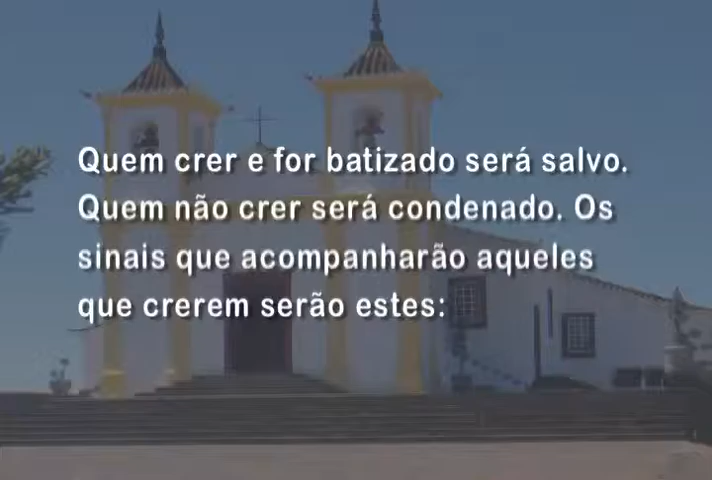 Quem crer e for batizado será salvo.
Quem não crer será condenado. Os
sinais que acompanharão aqueles
que crerem serão estes: